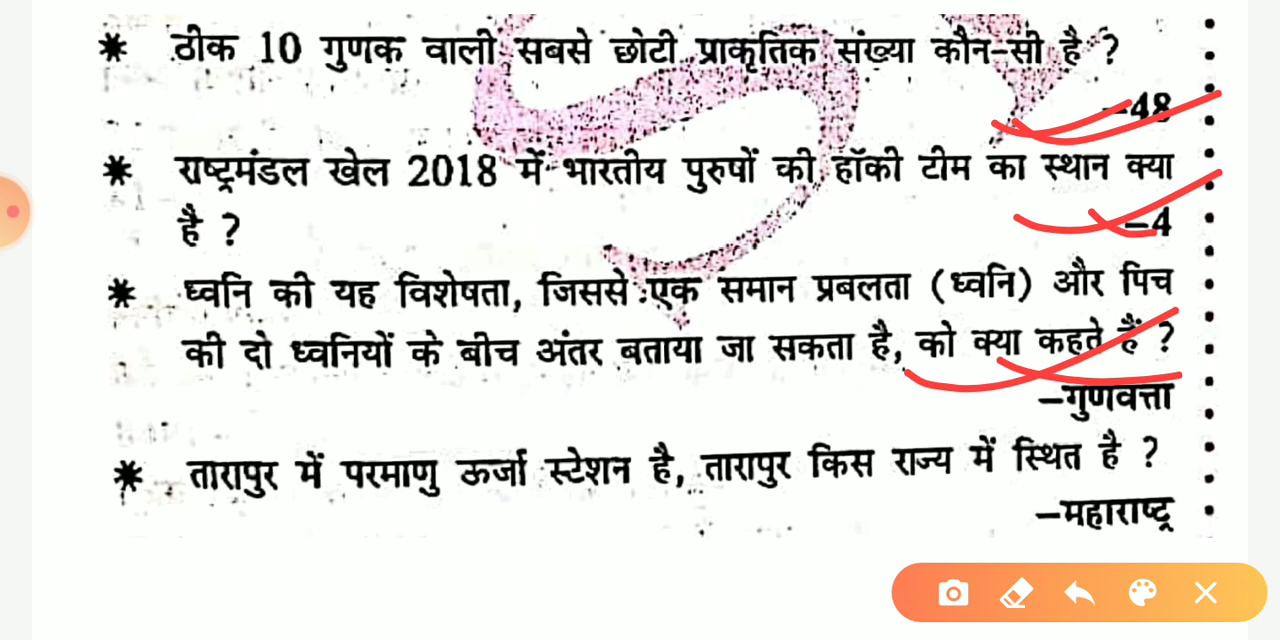 * ठीक 10 गुणक वाली सबसे छोटी प्राकृतिक संख्या कौन-सी है ?
–48
* राष्ट्रमंडल खेल 2018 में भारतीय पुरुषों की हॉकी टीम का स्थान क्या
है ?
–4
* ध्वनि की यह विशेषता, जिससे एक समान प्रबलता (ध्वनि) और पिच
की दो ध्वनियों के बीच अंतर बताया जा सकता है, को क्या कहते हैं ?
–गुणवत्ता
* तारापुर में परमाणु ऊर्जा स्टेशन है, तारापुर किस राज्य में स्थित है ?
–महाराष्ट्र